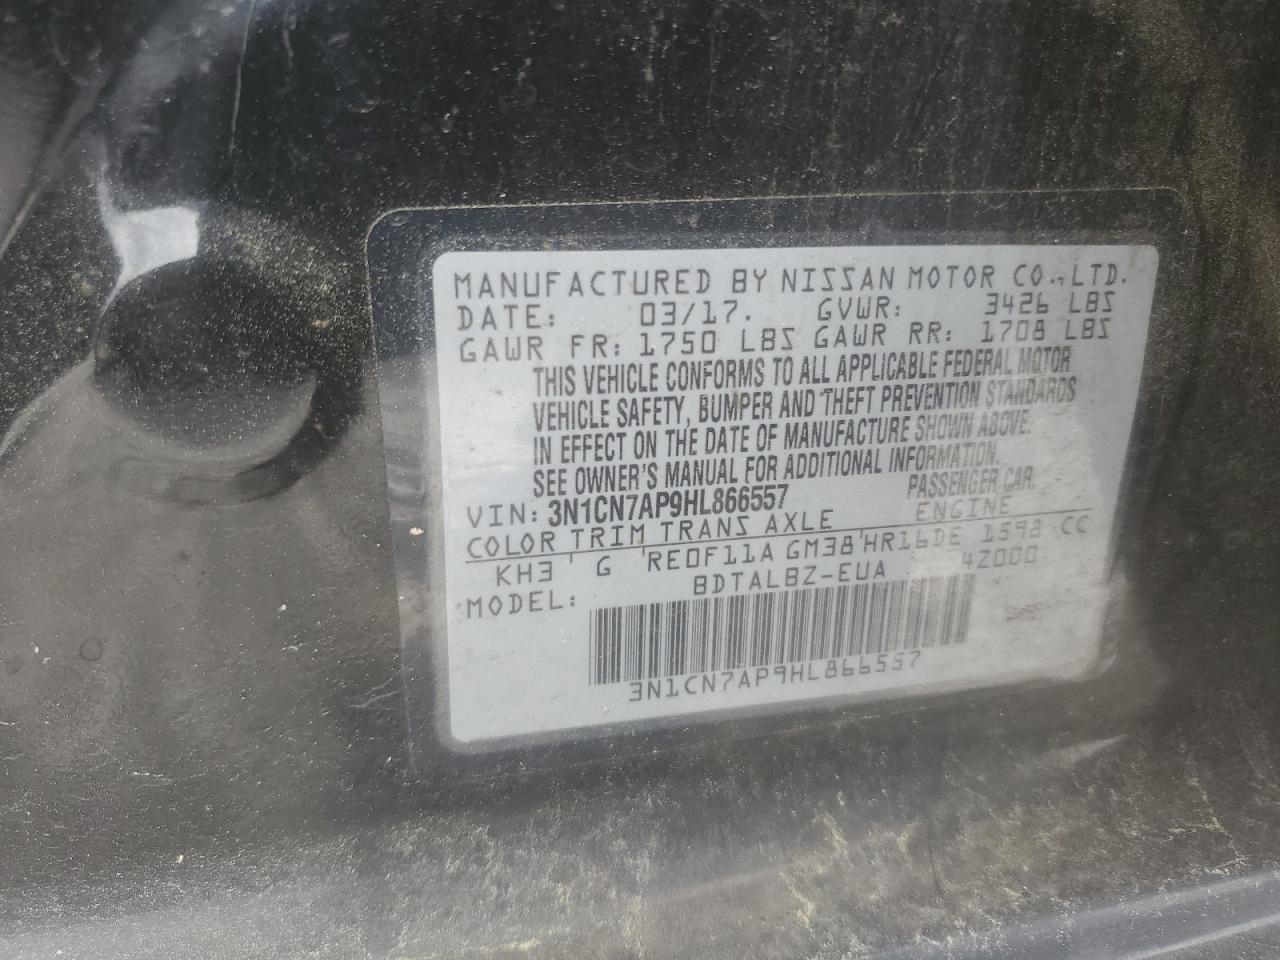 MANUFACTURED BY NISSAN MOTOR CO., LTD.
DATE: 03/17. GVWR: 3426 LBS
GAWR FR: 1750 LBS GAWR RR: 1708 LBS
THIS VEHICLE CONFORMS TO ALL APPLICABLE FEDERAL MOTOR
VEHICLE SAFETY, BUMPER AND THEFT PREVENTION STANDARDS
IN EFFECT ON THE DATE OF MANUFACTURE SHOWN ABOVE.
SEE OWNER'S MANUAL FOR ADDITIONAL INFORMATION.
VIN: 3N1CN7AP9HL866557 PASSENGER CAR.
COLOR TRIM TRANS AXLE ENGINE
KH3 G RE0F11A GM38 HR16DE 1598 CC
MODEL: BDTALBZ-EUA 4Z000
3N1CN7AP9HL866557